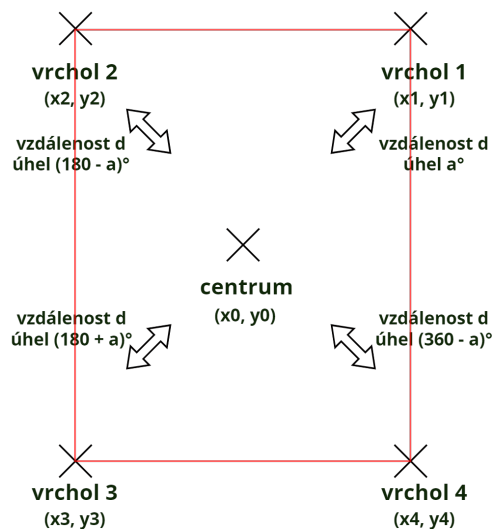 vrchol 2
(x2, y2)
vrchol 1
(x1, y1)
vzdálenost d
úhel (180 - a)°
vzdálenost d
úhel a°
centrum
(x0, y0)
vzdálenost d
úhel (180 + a)°
vzdálenost d
úhel (360 - a)°
vrchol 3
(x3, y3)
vrchol 4
(x4, y4)